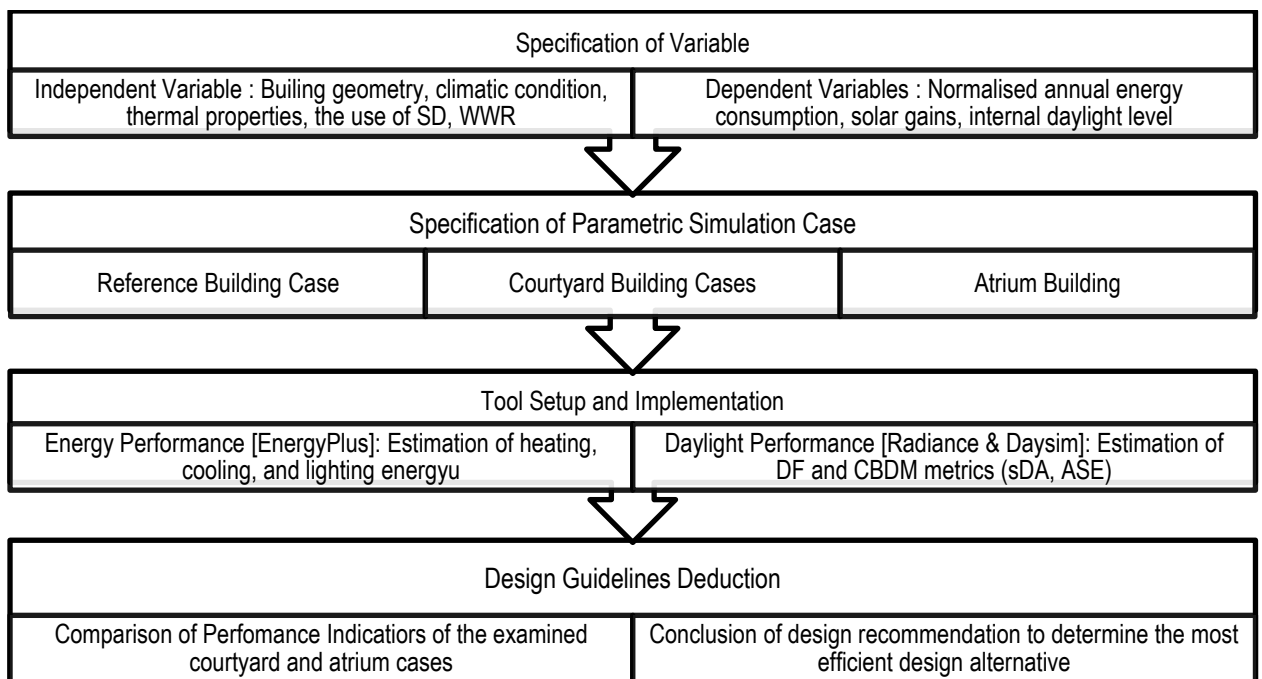 Specification of Variable
Independent Variable : Builing geometry, climatic condition,
thermal properties, the use of SD, WWR
Dependent Variables : Normalised annual energy
consumption, solar gains, internal daylight level
Specification of Parametric Simulation Case
Reference Building Case
Courtyard Building Cases
Atrium Building
Tool Setup and Implementation
Energy Performance [EnergyPlus]: Estimation of heating,
cooling, and lighting energyu
Daylight Performance [Radiance & Daysim]: Estimation of
DF and CBDM metrics (sDA, ASE)
Design Guidelines Deduction
Comparison of Perfomance Indicatiors of the examined
courtyard and atrium cases
Conclusion of design recommendation to determine the most
efficient design alternative